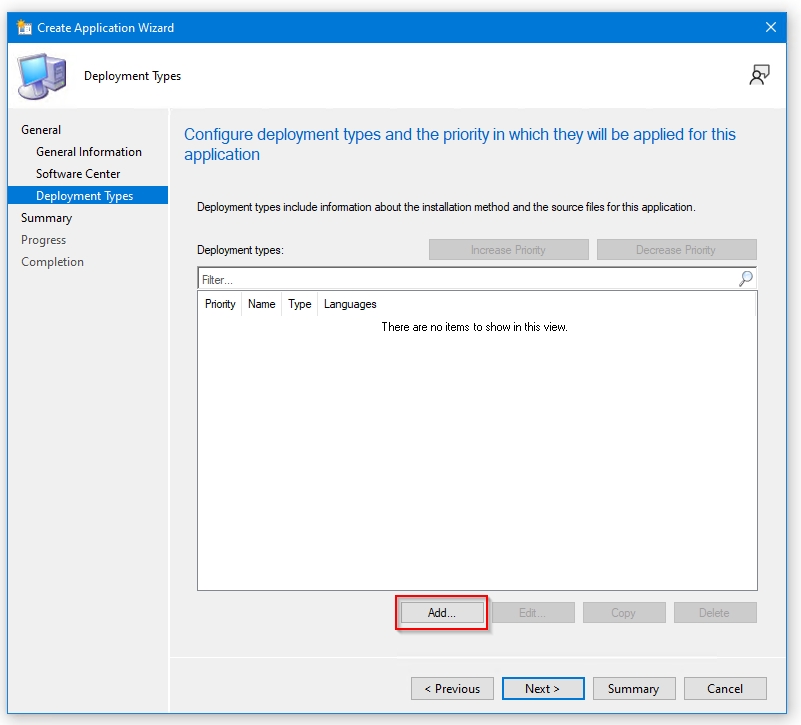 Create Application Wizard
Deployment Types
General
General Information
Software Center
Deployment Types
Summary
Progress
Completion
Configure deployment types and the priority in which they will be applied for this
application
Deployment types include information about the installation method and the source files for this application.
Deployment types:
Increase Priority
Decrease Priority
Filter...
Priority Name Type Languages
There are no items to show in this view.
Add...
Edit...
Copy
Delete
< Previous
Next >
Summary
Cancel